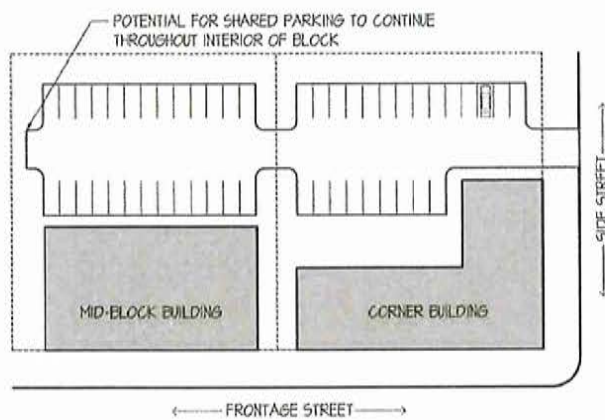 POTENTIAL FOR SHARED PARKING TO CONTINUE
THROUGHOUT INTERIOR OF BLOCK
SIDE STREET
MID-BLOCK BUILDING
CORNER BUILDING
FRONTAGE STREET